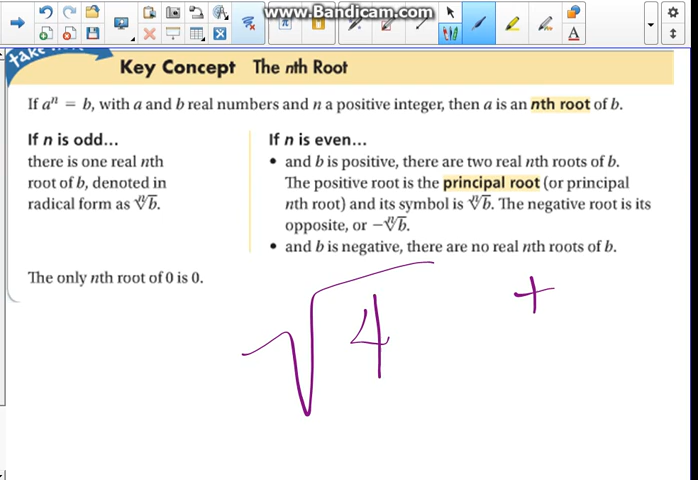 www.Bandicam.com
take note
Key Concept The nth Root
If aⁿ = b, with a and b real numbers and n a positive integer, then a is an nth root of b.
If n is odd...
there is one real nth
root of b, denoted in
radical form as ⁿ√b.
If n is even...
• and b is positive, there are two real nth roots of b.
The positive root is the principal root (or principal
nth root) and its symbol is ⁿ√b. The negative root is its
opposite, or −ⁿ√b.
• and b is negative, there are no real nth roots of b.
The only nth root of 0 is 0.
√4 +